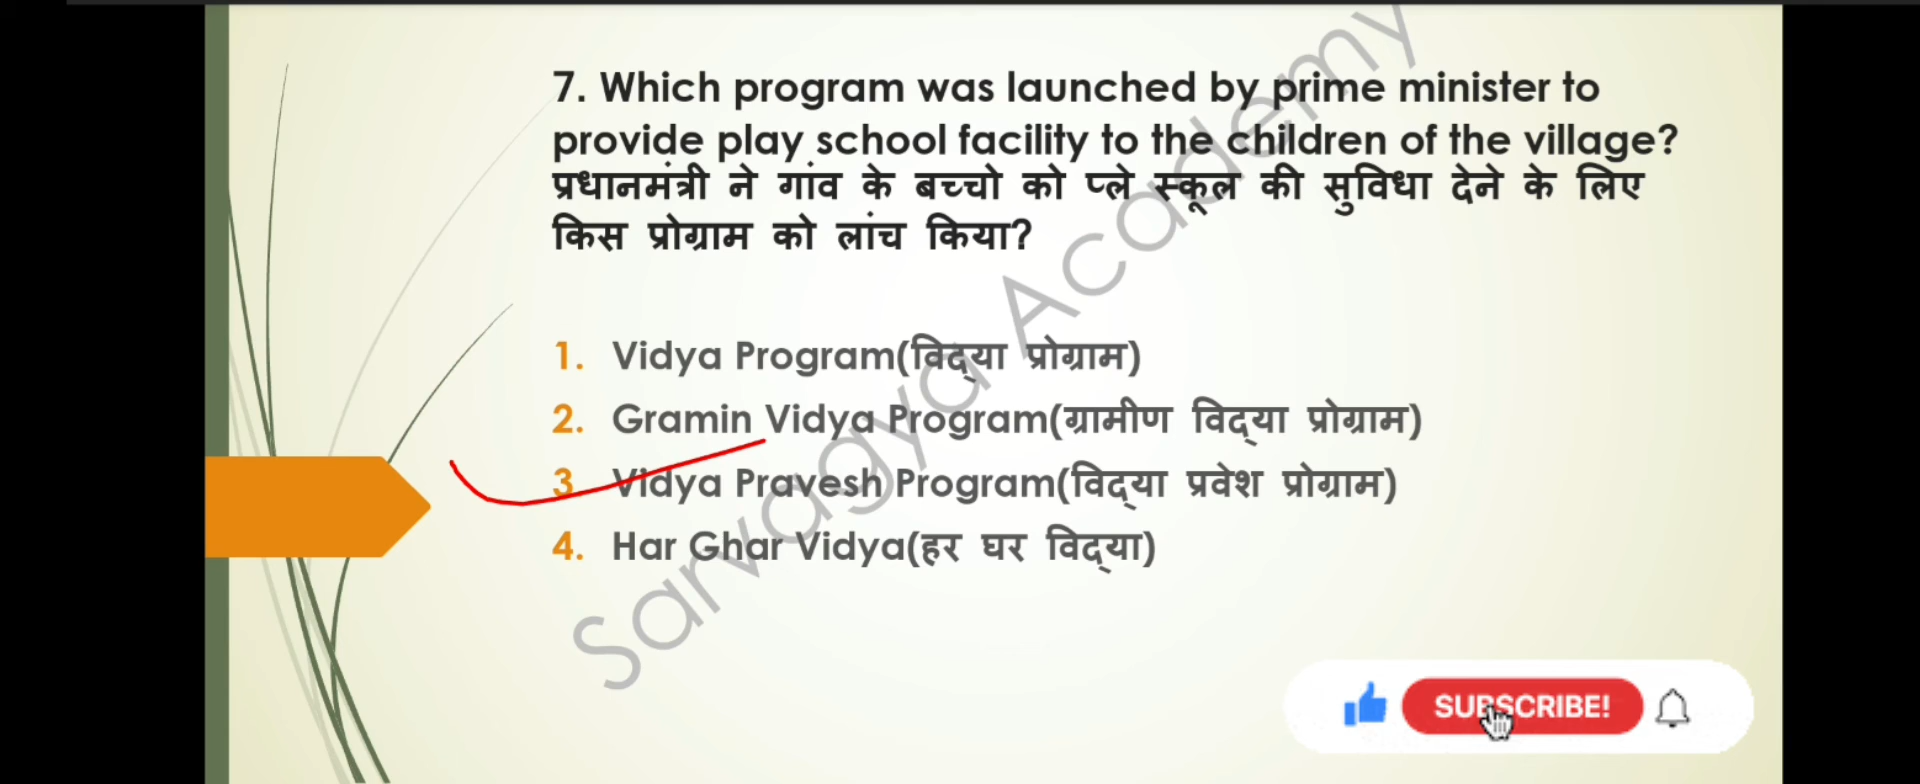 7. Which program was launched by prime minister to
provide play school facility to the children of the village?
प्रधानमंत्री ने गांव के बच्चो को प्ले स्कूल की सुविधा देने के लिए
किस प्रोग्राम को लांच किया?
1. Vidya Program(विद्या प्रोग्राम)
2. Gramin Vidya Program(ग्रामीण विद्या प्रोग्राम)
3 Vidya Pravesh Program(विद्या प्रवेश प्रोग्राम)
4. Har Ghar Vidya(हर घर विद्या)
Sarvagya Academy
SUBSCRIBE!